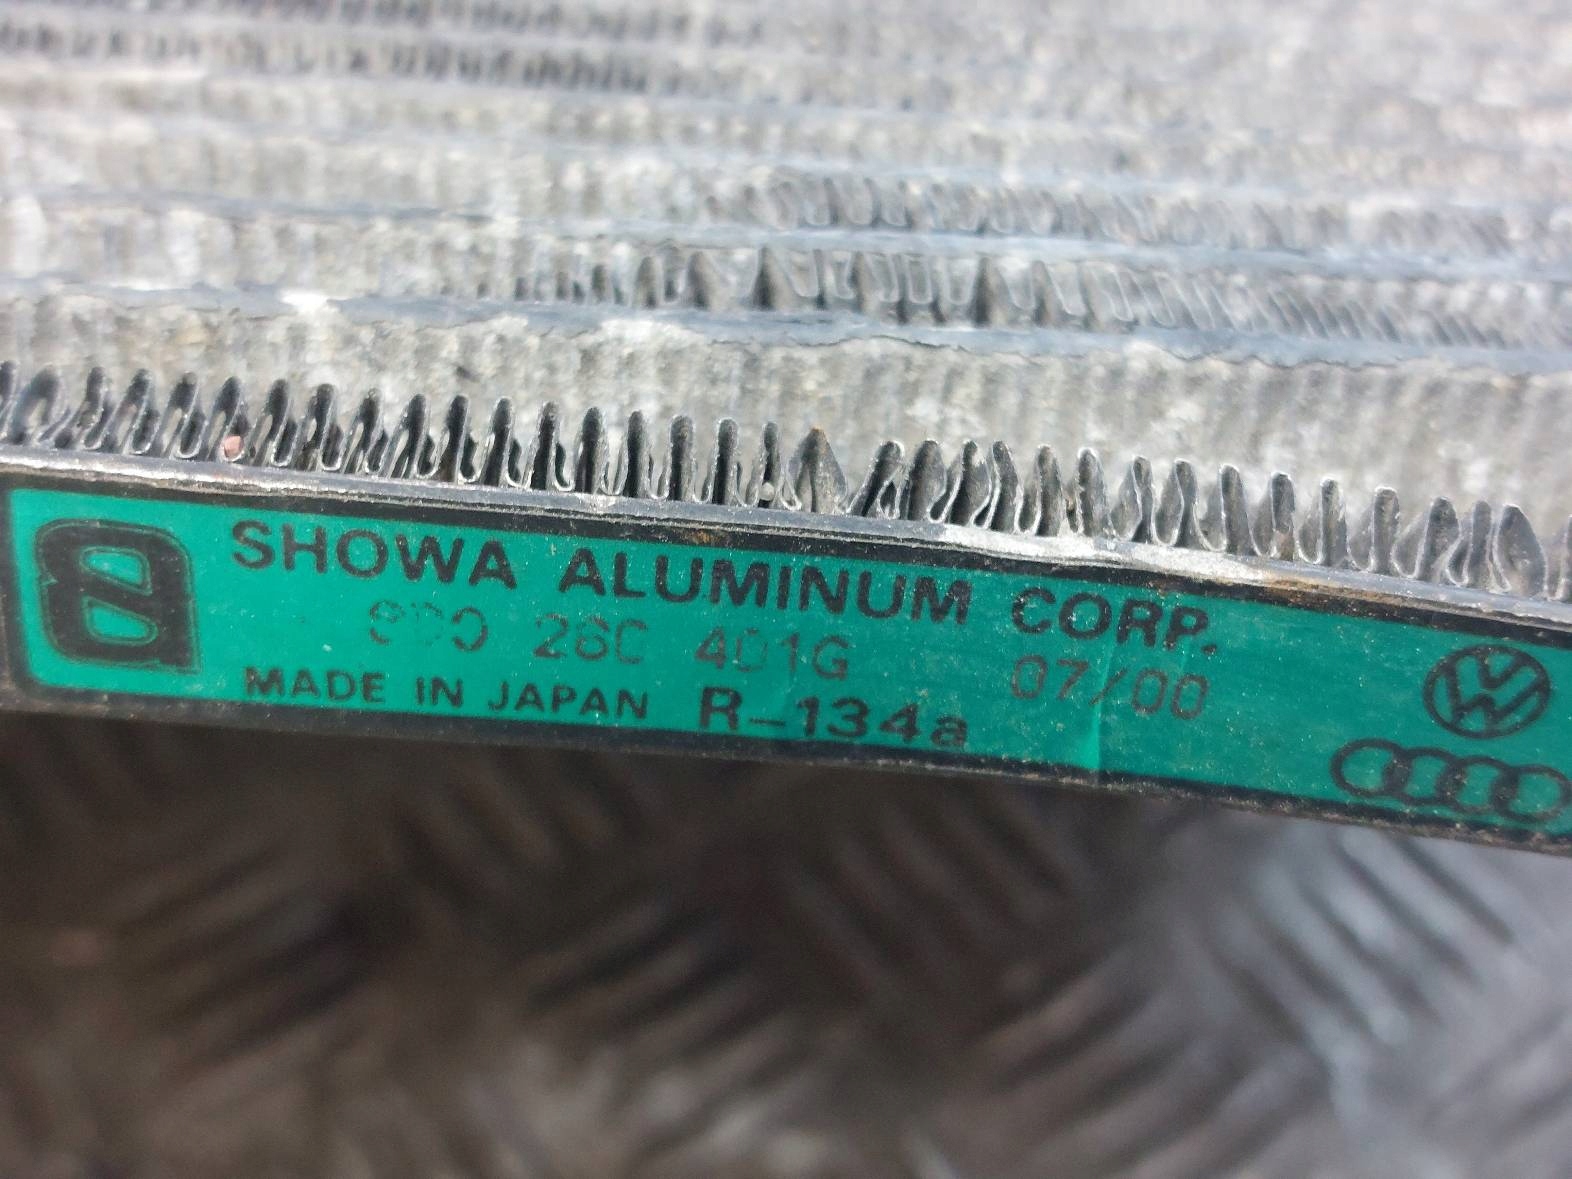 SHOWA ALUMINUM CORP.
8D0 260 401G 07/00
MADE IN JAPAN R-134a